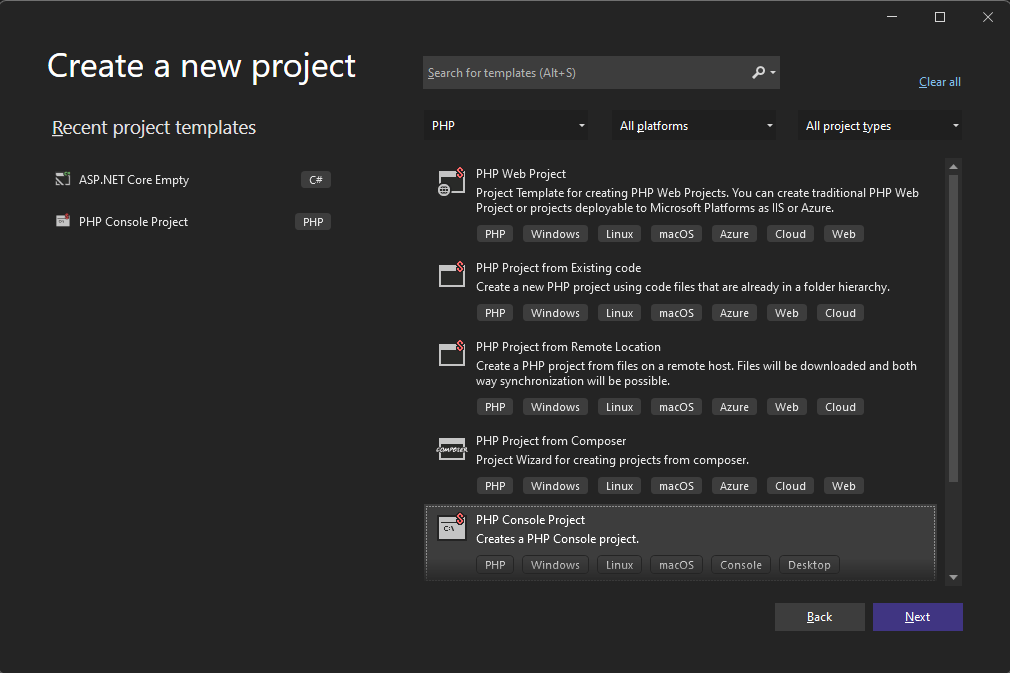 Create a new project
Search for templates (Alt+S)
Clear all
Recent project templates
PHP
All platforms
All project types
ASP.NET Core Empty
C#
PHP Console Project
PHP
PHP Web Project
Project Template for creating PHP Web Projects. You can create traditional PHP Web
Project or projects deployable to Microsoft Platforms as IIS or Azure.
PHP Windows Linux macOS Azure Cloud Web
PHP Project from Existing code
Create a new PHP project using code files that are already in a folder hierarchy.
PHP Windows Linux macOS Azure Web Cloud
PHP Project from Remote Location
Create a PHP project from files on a remote host. Files will be downloaded and both
way synchronization will be possible.
PHP Windows Linux macOS Azure Web Cloud
COMPOSER
PHP Project from Composer
Project Wizard for creating projects from composer.
PHP Windows Linux macOS Azure Cloud Web
C:\
PHP Console Project
Creates a PHP Console project.
PHP Windows Linux macOS Console Desktop
Back
Next